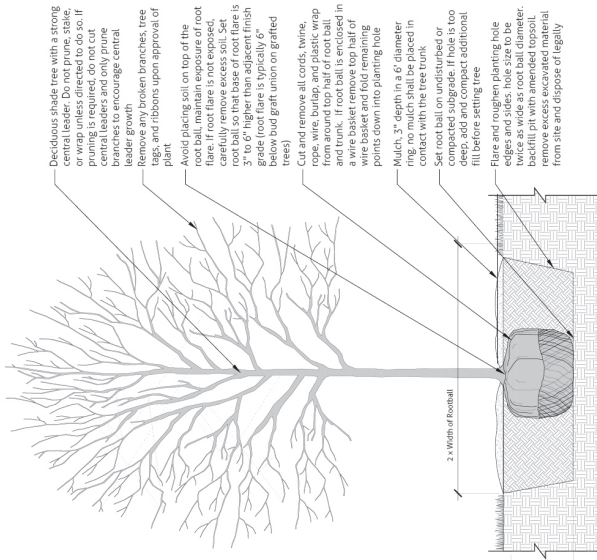 Deciduous shade tree with a strong
central leader. Do not prune, stake,
or wrap unless directed to do so. If
pruning is required, do not cut
central leaders and only prune
branches to encourage central
leader growth
Remove any broken branches, tree
tags, and ribbons upon approval of
plant
Avoid placing soil on top of the
root ball, maintain exposure of root
flare. If root flare is not exposed,
carefully remove excess soil. Set
root ball so that base of root flare is
3" to 6" higher than adjacent finish
grade (root flare is typically 6"
below bud graft union on grafted
trees)
Cut and remove all cords, twine,
rope, wire, burlap, and plastic wrap
from around top half of root ball
and trunk. If root ball is enclosed in
a wire basket remove top half of
wire basket and fold remaining
points down into planting hole
Mulch, 3" depth in a 6' diameter
ring, no mulch shall be placed in
contact with the tree trunk
Set root ball on undisturbed or
compacted subgrade. If hole is too
deep, add and compact additional
fill before setting tree
Flare and roughen planting hole
edges and sides, hole size to be
twice as wide as root ball diameter.
backfill pit with amended topsoil.
remove excess excavated material
from site and dispose of legally
2 x Width of Rootball